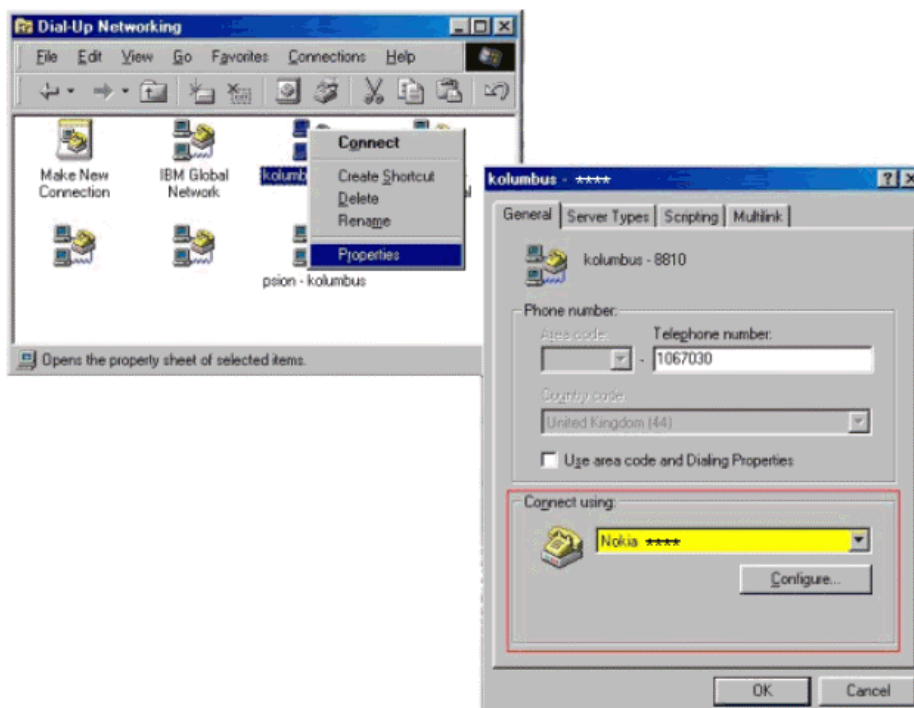 Dial-Up Networking
File Edit View Go Favorites Connections Help
Make New
Connection
IBM Global
Network
kolumb
al
psion - kolumbus
Connect
Create Shortcut
Delete
Rename
Properties
Opens the property sheet of selected items.
kolumbus - ****
General Server Types Scripting Multilink
kolumbus - 8810
Phone number:
Area code: Telephone number:
- 1067030
Country code:
United Kingdom (44)
Use area code and Dialing Properties
Connect using:
Nokia ****
Configure...
OK Cancel